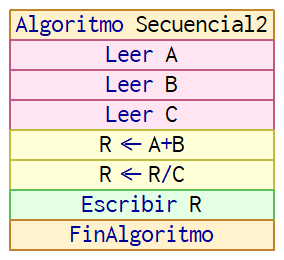 Algoritmo Secuencial2
Leer A
Leer B
Leer C
R ← A+B
R ← R/C
Escribir R
FinAlgoritmo